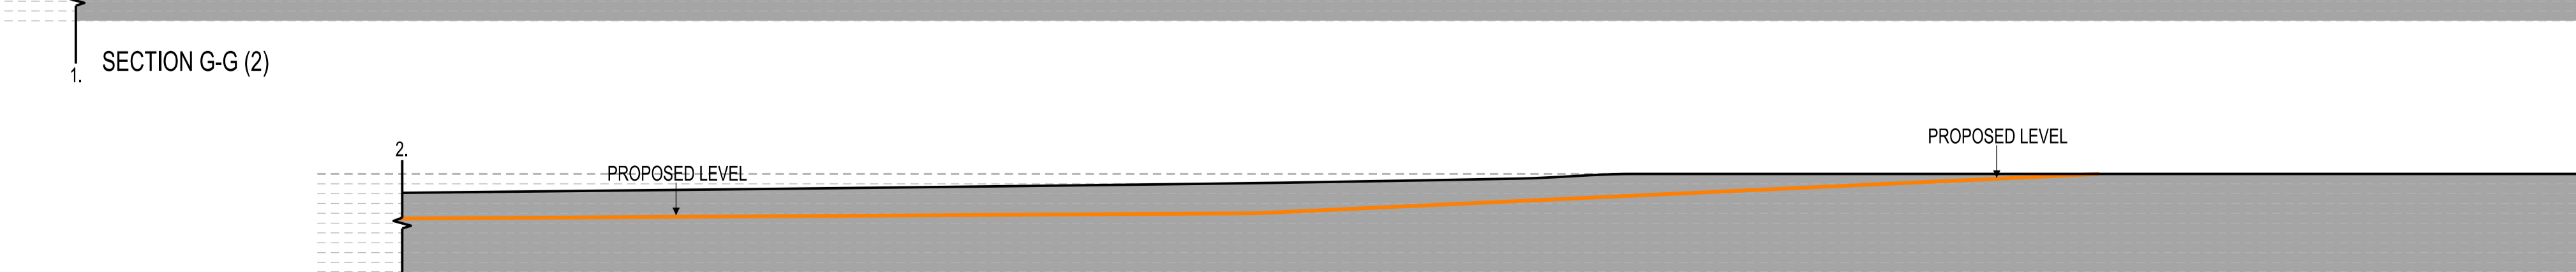 SECTION G-G (2)
1.
2.
PROPOSED LEVEL
PROPOSED LEVEL